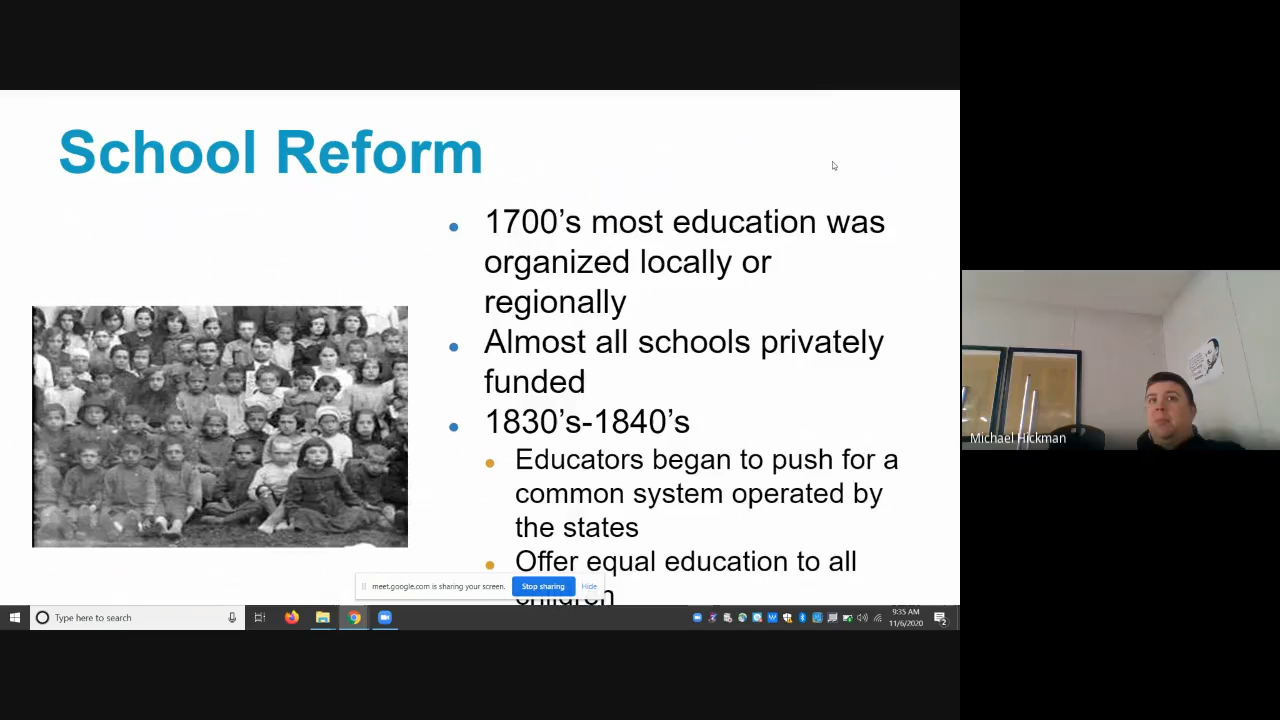 School Reform
1700’s most education was
organized locally or
regionally
Almost all schools privately
funded
1830’s-1840’s
Educators began to push for a
common system operated by
the states
Offer equal education to all
children
meet.google.com is sharing your screen.
Stop sharing
Hide
Type here to search
9:35 AM
11/6/2020
2
Michael Hickman